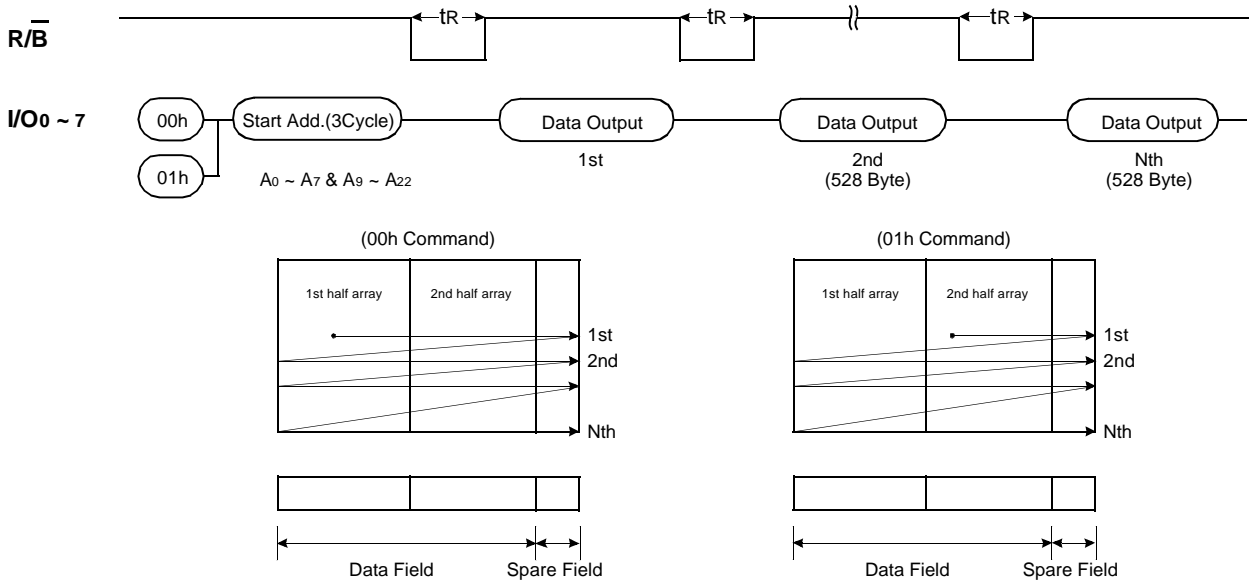 tR tR tR
R/B
I/O0 ~ 7 00h Start Add.(3Cycle) Data Output Data Output Data Output
1st 2nd Nth
01h A0 ~ A7 & A9 ~ A22 (528 Byte) (528 Byte)
(00h Command) (01h Command)
1st half array 2nd half array 1st half array 2nd half array
1st 1st
2nd 2nd
Nth Nth
Data Field Spare Field Data Field Spare Field